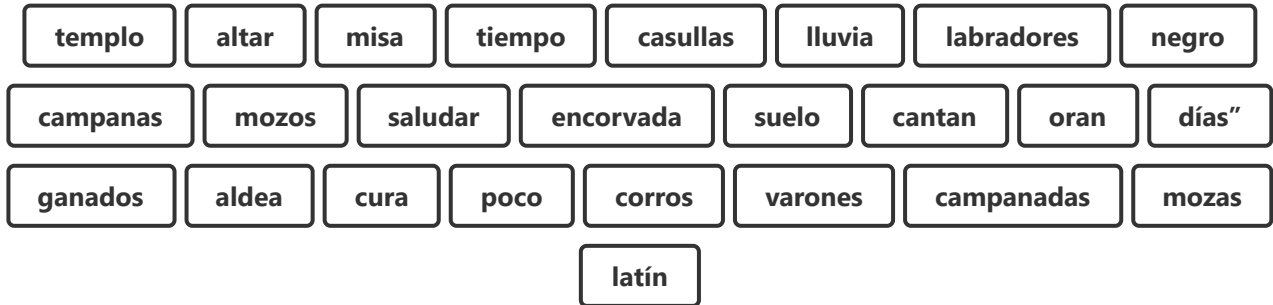 templo altar misa tiempo casullas lluvia labradores negro
campanas mozos saludar encorvada suelo cantan oran días”
ganados aldea cura poco corros varones campanadas mozas
latín